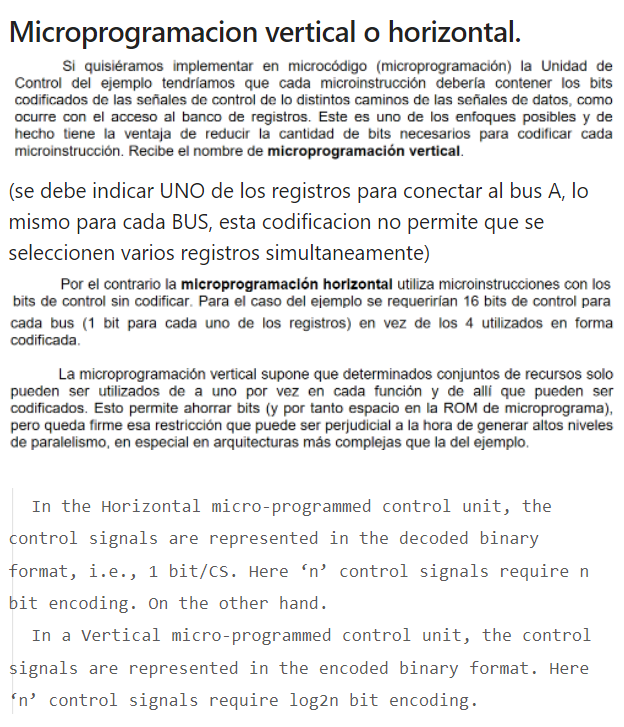 Microprogramacion vertical o horizontal.
Si quisiéramos implementar en microcódigo (microprogramación) la Unidad de
Control del ejemplo tendríamos que cada microinstrucción debería contener los bits
codificados de las señales de control de lo distintos caminos de las señales de datos, como
ocurre con el acceso al banco de registros. Este es uno de los enfoques posibles y de
hecho tiene la ventaja de reducir la cantidad de bits necesarios para codificar cada
microinstrucción. Recibe el nombre de microprogramación vertical.
(se debe indicar UNO de los registros para conectar al bus A, lo
mismo para cada BUS, esta codificacion no permite que se
seleccionen varios registros simultaneamente)
Por el contrario la microprogramación horizontal utiliza microinstrucciones con los
bits de control sin codificar. Para el caso del ejemplo se requerirían 16 bits de control para
cada bus (1 bit para cada uno de los registros) en vez de los 4 utilizados en forma
codificada.
La microprogramación vertical supone que determinados conjuntos de recursos solo
pueden ser utilizados de a uno por vez en cada función y de allí que pueden ser
codificados. Esto permite ahorrar bits (y por tanto espacio en la ROM de microprograma),
pero queda firme esa restricción que puede ser perjudicial a la hora de generar altos niveles
de paralelismo, en especial en arquitecturas más complejas que la del ejemplo.
In the Horizontal micro-programmed control unit, the
control signals are represented in the decoded binary
format, i.e., 1 bit/CS. Here ‘n’ control signals require n
bit encoding. On the other hand.
In a Vertical micro-programmed control unit, the control
signals are represented in the encoded binary format. Here
‘n’ control signals require log2n bit encoding.